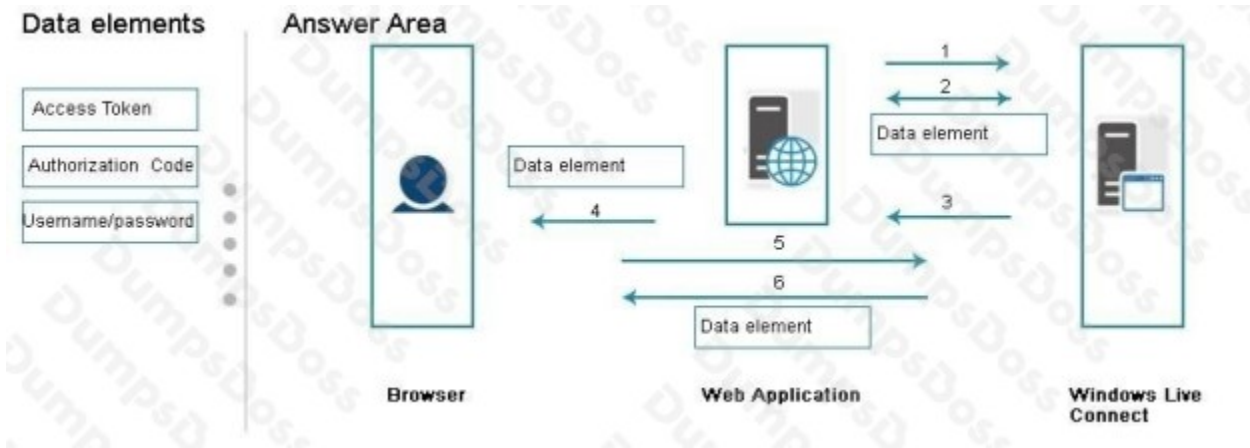 Data elements
Answer Area
Access Token
Authorization Code
Username/password
1
2
Data element
Data element
3
4
5
6
Data element
Browser
Web Application
Windows Live
Connect
DumpsDoss